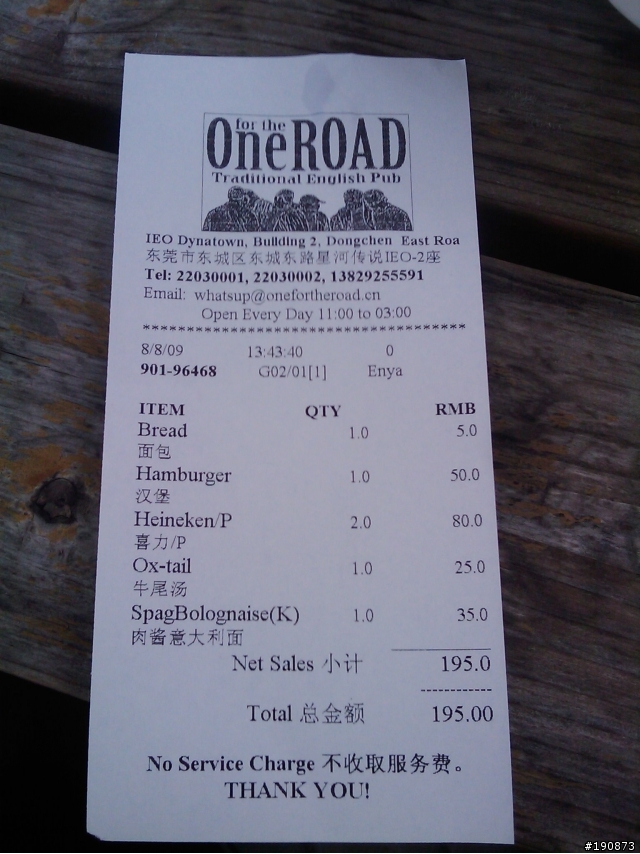 for the
One ROAD
Traditional English Pub
IEO Dynatown, Building 2, Dongchen East Roa
东莞市东城区东城东路星河传说IEO-2座
Tel: 22030001, 22030002, 13829255591
Email: whatsup@onefortheroad.cn
Open Every Day 11:00 to 03:00
************************************************
8/8/09 13:43:40 0
901-96468 G02/01[1] Enya
ITEM QTY RMB
Bread 1.0 5.0
面包
Hamburger 1.0 50.0
汉堡
Heineken/P 2.0 80.0
喜力/P
Ox-tail 1.0 25.0
牛尾汤
SpagBolognaise(K) 1.0 35.0
肉酱意大利面
Net Sales 小计 195.0
------------
Total 总金额 195.00
No Service Charge 不收取服务费。
THANK YOU!
#190873